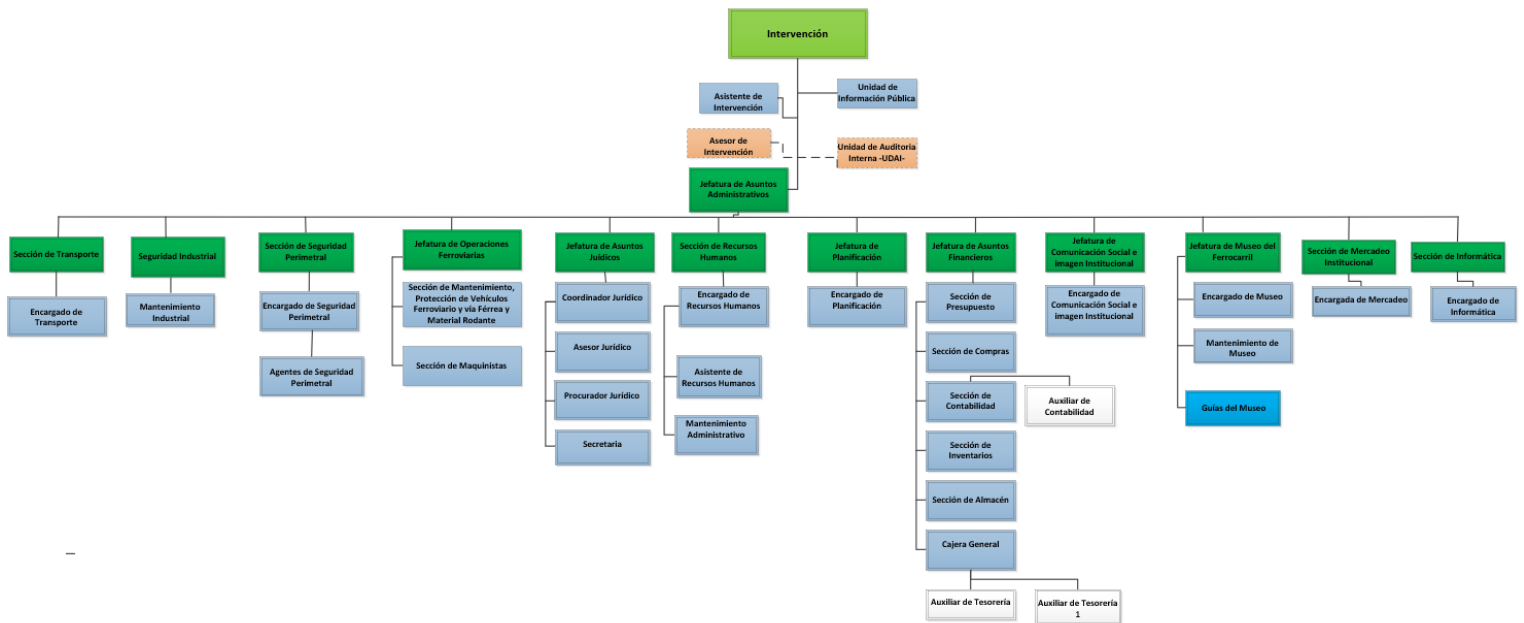 Intervención
Asistente de
Intervención
Unidad de
Información Pública
Asesor de
Intervención
Unidad de Auditoria
Interna -UDAI-
Jefatura de Asuntos
Administrativos
Sección de Transporte
Seguridad Industrial
Sección de Seguridad
Perimetral
Jefatura de Operaciones
Ferroviarias
Jefatura de Asuntos
Jufídicos
Sección de Recursos
Humanos
Jefatura de
Planificación
Jefatura de Asuntos
Financieros
Jefatura de
Comunicación Social e
imagen Institucional
Jefatura de Museo del
Ferrocarril
Sección de Mercadeo
Institucional
Sección de Informática
Encargado de
Transporte
Mantenimiento
Industrial
Encargado de Seguridad
Perimetral
Agentes de Seguridad
Perimetral
Sección de Mantenimiento,
Protección de Vehículos
Ferroviario y vía Férrea y
Material Rodante
Sección de Maquinistas
Coordinador Jurídico
Asesor Jurídico
Procurador Jurídico
Secretaria
Encargado de
Recursos Humanos
Asistente de
Recursos Humanos
Mantenimiento
Administrativo
Encargado de
Planificación
Sección de
Presupuesto
Sección de Compras
Sección de
Contabilidad
Auxiliar de
Contabilidad
Sección de
Inventarios
Sección de Almacén
Cajera General
Auxiliar de Tesorería
Auxiliar de Tesorería
1
Encargado de
Comunicación Social e
imagen Institucional
Encargado de Museo
Mantenimiento de
Museo
Guías del Museo
Encargada de Mercadeo
Encargado de
Informática